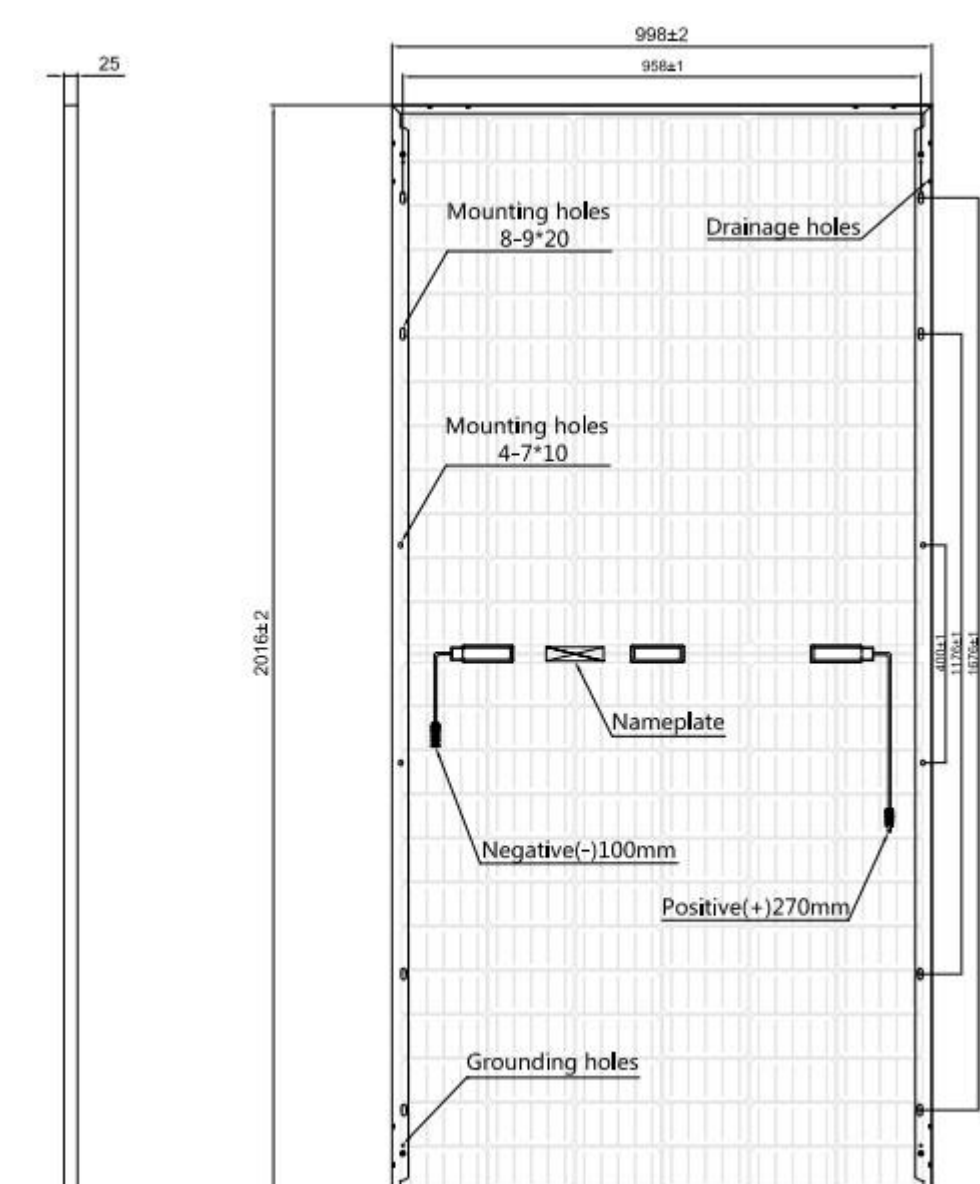 998±2
25
958±1
Mounting holes
8-9*20
Drainage holes
Mounting holes
4-7*10
2016±2
400±1
1176±1
1676±1
Nameplate
Negative(-)100mm
Positive(+)270mm
Grounding holes